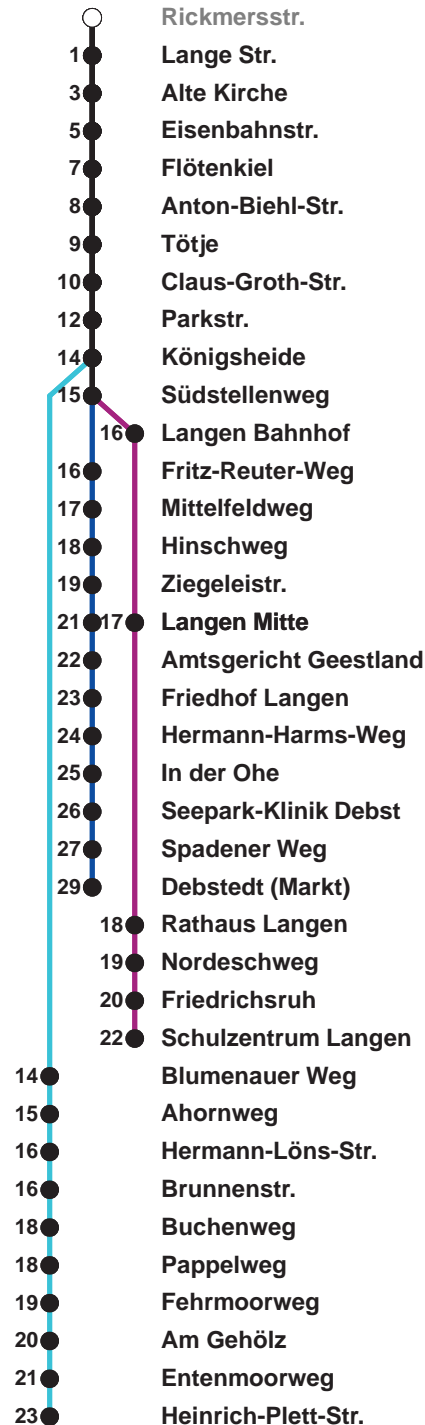 Rickmersstr.
1 Lange Str.
3 Alte Kirche
5 Eisenbahnstr.
7 Flötenkiel
8 Anton-Biehl-Str.
9 Tötje
10 Claus-Groth-Str.
12 Parkstr.
14 Königsheide
15 Südstellenweg
16 Langen Bahnhof
16 Fritz-Reuter-Weg
17 Mittelfeldweg
18 Hinschweg
19 Ziegeleistr.
21 17 Langen Mitte
22 Amtsgericht Geestland
23 Friedhof Langen
24 Hermann-Harms-Weg
25 In der Ohe
26 Seepark-Klinik Debst
27 Spadener Weg
29 Debstedt (Markt)
18 Rathaus Langen
19 Nordeschweg
20 Friedrichsruh
22 Schulzentrum Langen
14 Blumenauer Weg
15 Ahornweg
16 Hermann-Löns-Str.
16 Brunnenstr.
18 Buchenweg
18 Pappelweg
19 Fehrmoorweg
20 Am Gehölz
21 Entenmoorweg
23 Heinrich-Plett-Str.